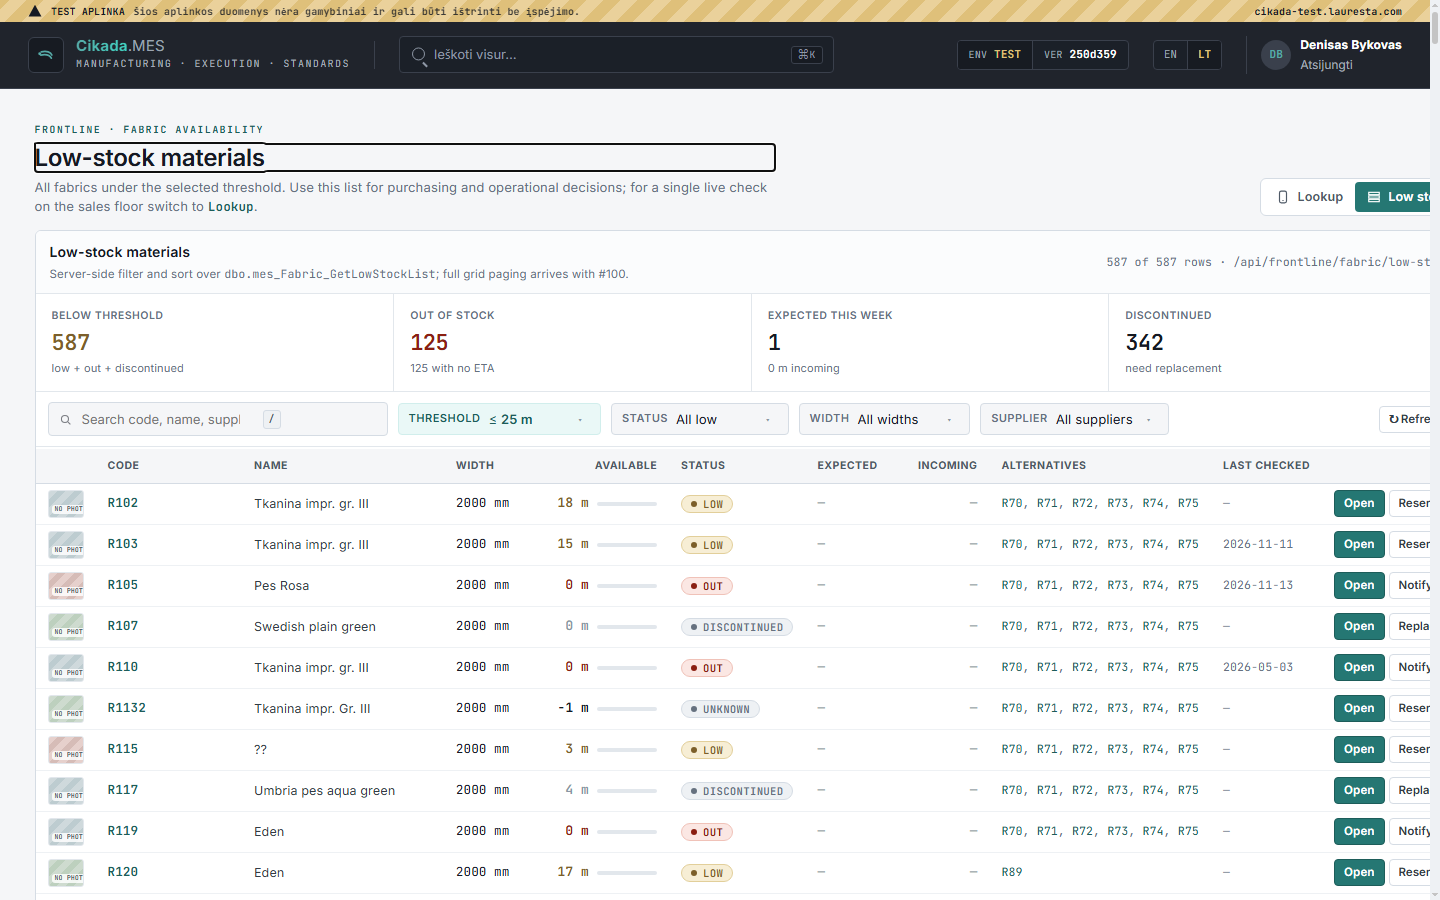 TEST APLINKA Šios aplinkos duomenys nėra gamybiniai ir gali būti ištrinti be įspėjimo.
cikada-test.lauresta.com
Cikada.MES
MANUFACTURING · EXECUTION · STANDARDS
Ieškoti visur...
⌘K
ENV TEST VER 250d359
EN LT
DB
Denisas Bykovas
Atsijungti
FRONTLINE · FABRIC AVAILABILITY
Low-stock materials
All fabrics under the selected threshold. Use this list for purchasing and operational decisions; for a single live check
on the sales floor switch to Lookup.
Lookup
Low st
Low-stock materials
Server-side filter and sort over dbo.mes_Fabric_GetLowStockList; full grid paging arrives with #100.
587 of 587 rows · /api/frontline/fabric/low-st
BELOW THRESHOLD
587
low + out + discontinued
OUT OF STOCK
125
125 with no ETA
EXPECTED THIS WEEK
1
0 m incoming
DISCONTINUED
342
need replacement
Search code, name, suppl /
THRESHOLD ≤ 25 m
STATUS All low
WIDTH All widths
SUPPLIER All suppliers
↻ Refre
CODE NAME WIDTH AVAILABLE STATUS EXPECTED INCOMING ALTERNATIVES LAST CHECKED
NO PHOT R102 Tkanina impr. gr. III 2000 mm 18 m LOW — — R70, R71, R72, R73, R74, R75 — Open Reser
NO PHOT R103 Tkanina impr. gr. III 2000 mm 15 m LOW — — R70, R71, R72, R73, R74, R75 2026-11-11 Open Reser
NO PHOT R105 Pes Rosa 2000 mm 0 m OUT — — R70, R71, R72, R73, R74, R75 2026-11-13 Open Notify
NO PHOT R107 Swedish plain green 2000 mm 0 m DISCONTINUED — — R70, R71, R72, R73, R74, R75 — Open Repla
NO PHOT R110 Tkanina impr. gr. III 2000 mm 0 m OUT — — R70, R71, R72, R73, R74, R75 2026-05-03 Open Notify
NO PHOT R1132 Tkanina impr. Gr. III 2000 mm -1 m UNKNOWN — — R70, R71, R72, R73, R74, R75 — Open Reser
NO PHOT R115 ?? 2000 mm 3 m LOW — — R70, R71, R72, R73, R74, R75 — Open Reser
NO PHOT R117 Umbria pes aqua green 2000 mm 4 m DISCONTINUED — — R70, R71, R72, R73, R74, R75 — Open Repla
NO PHOT R119 Eden 2000 mm 0 m OUT — — R70, R71, R72, R73, R74, R75 — Open Notify
NO PHOT R120 Eden 2000 mm 17 m LOW — — R89 — Open Reser